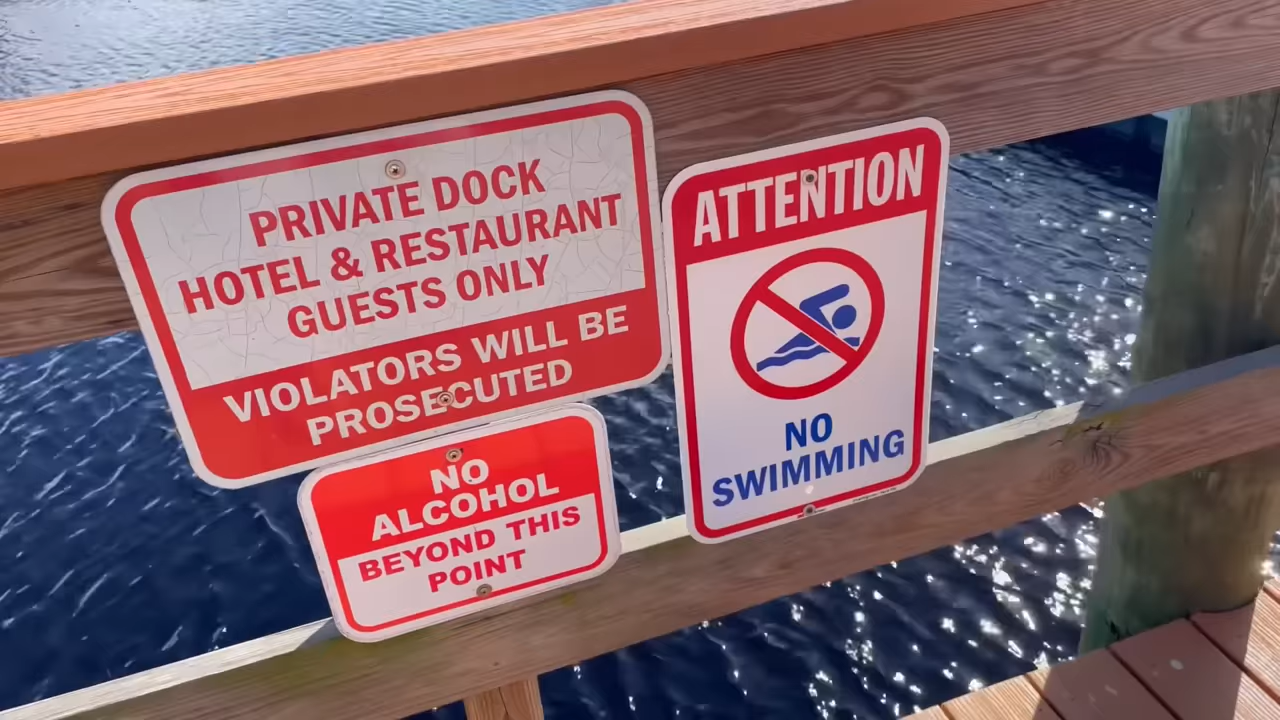 PRIVATE DOCK
HOTEL & RESTAURANT
GUESTS ONLY
VIOLATORS WILL BE
PROSECUTED
NO
ALCOHOL
BEYOND THIS
POINT
ATTENTION
NO
SWIMMING